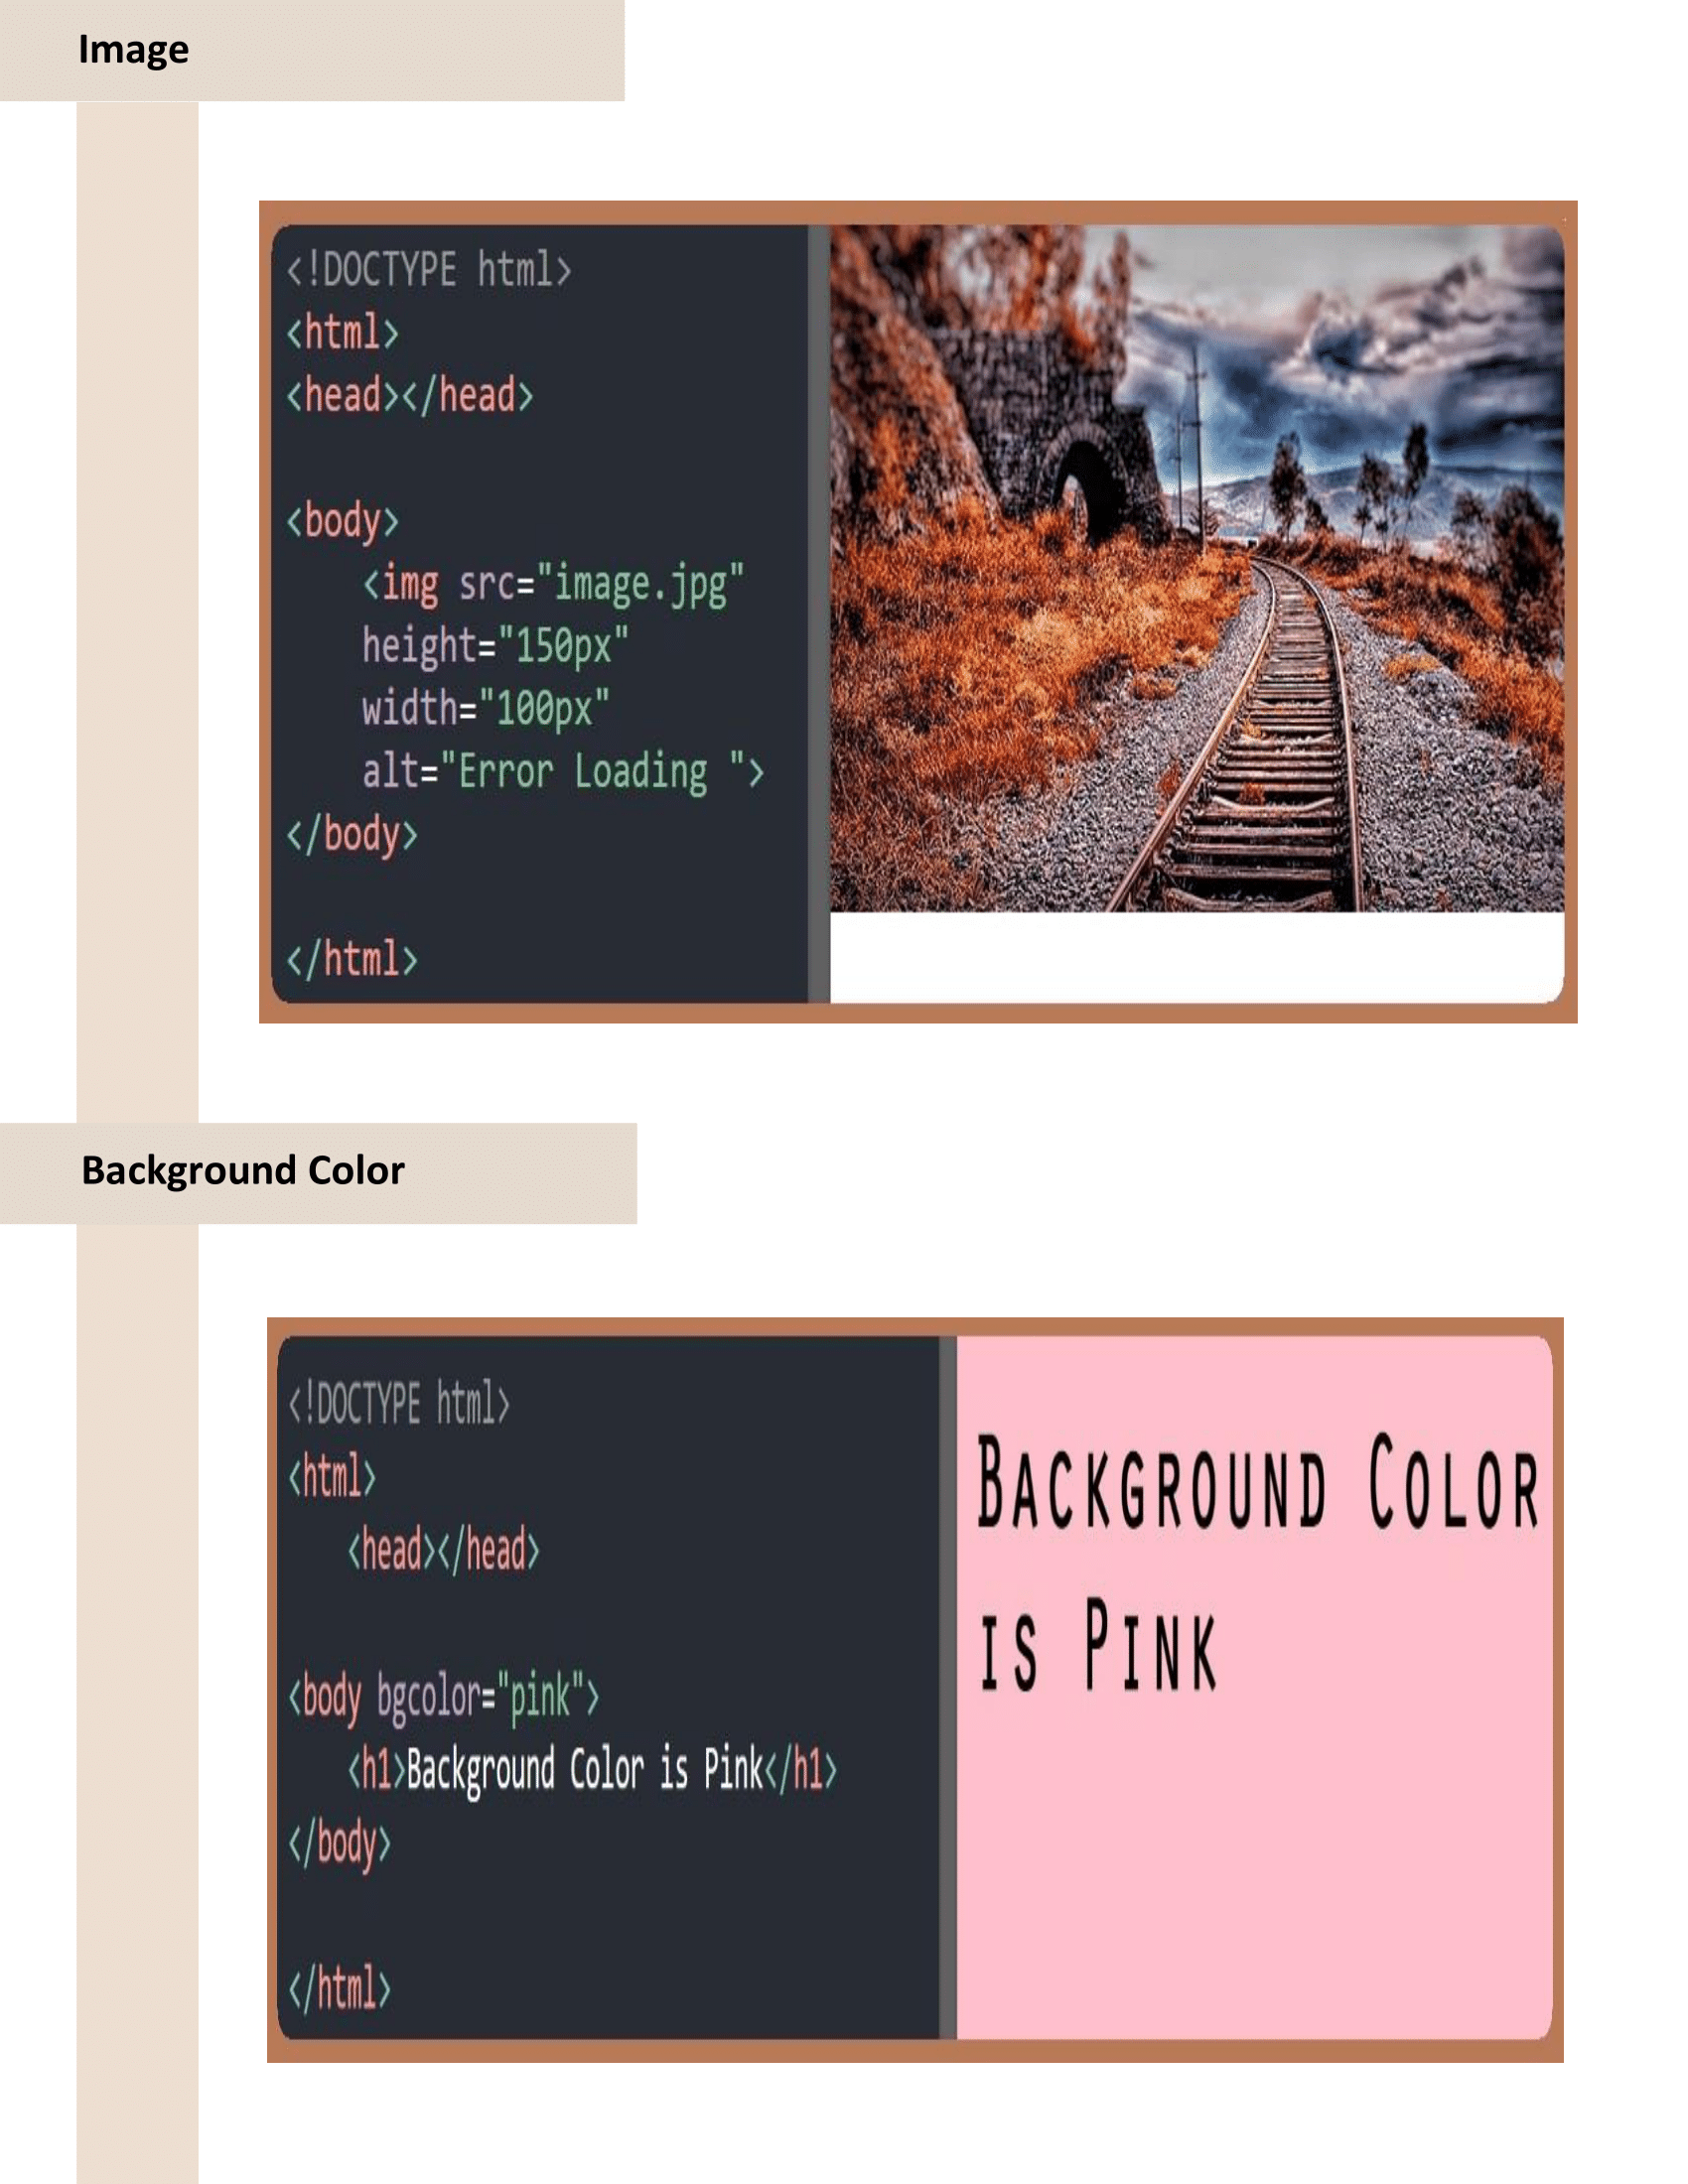 Image
<!DOCTYPE html>
<html>
<head></head>
<body>
<img src="image.jpg"
height="150px"
width="100px"
alt="Error Loading ">
</body>
</html>
Background Color
<!DOCTYPE html>
<html>
<head></head>
<body bgcolor="pink">
<h1>Background Color is Pink</h1>
</body>
</html>
Background Color
is Pink